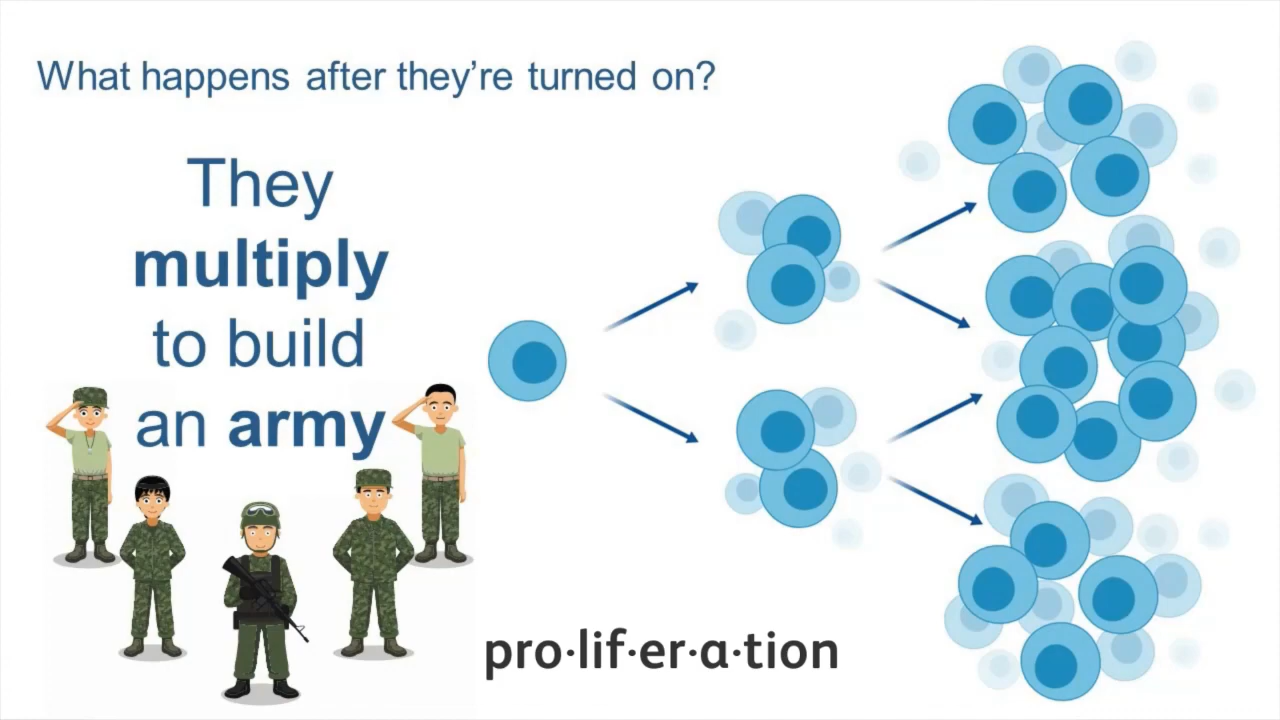 What happens after they're turned on?
They
multiply
to build
an army
pro·lif·er·a·tion